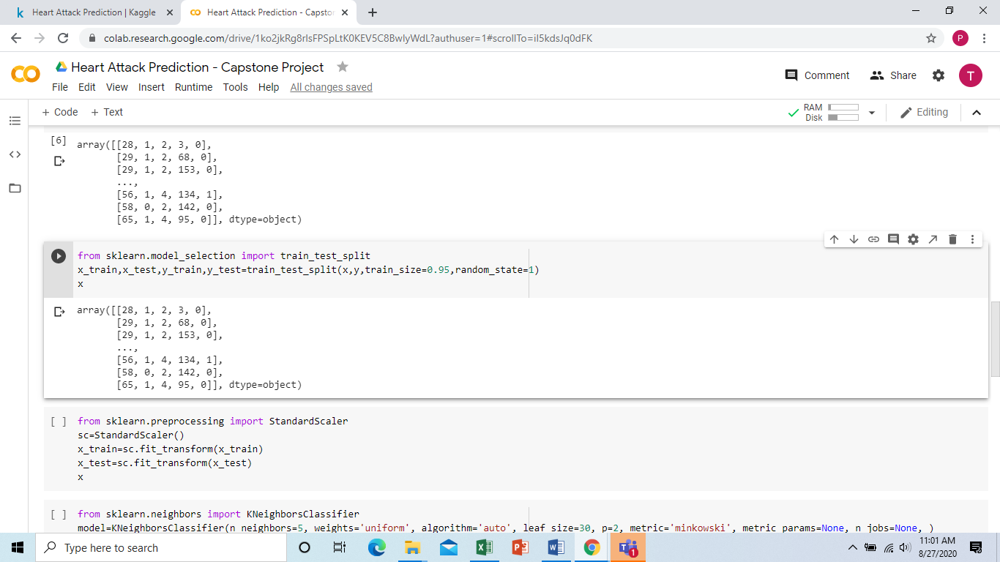 Heart Attack Prediction | Kaggle
Heart Attack Prediction - Capstor
colab.research.google.com/drive/1ko2jkRg8rIsFPSpLtK0KEV5C8BwIyWdL?authuser=1#scrollTo=iI5kdsJq0dFK
P
Heart Attack Prediction - Capstone Project
Comment
Share
T
File Edit View Insert Runtime Tools Help All changes saved
+ Code + Text
RAM
Disk
Editing
[6]
array([[28, 1, 2, 3, 0],
[29, 1, 2, 68, 0],
[29, 1, 2, 153, 0],
...,
[56, 1, 4, 134, 1],
[58, 0, 2, 142, 0],
[65, 1, 4, 95, 0]], dtype=object)
from sklearn.model_selection import train_test_split
x_train,x_test,y_train,y_test=train_test_split(x,y,train_size=0.95,random_state=1)
x
array([[28, 1, 2, 3, 0],
[29, 1, 2, 68, 0],
[29, 1, 2, 153, 0],
...,
[56, 1, 4, 134, 1],
[58, 0, 2, 142, 0],
[65, 1, 4, 95, 0]], dtype=object)
[ ] from sklearn.preprocessing import StandardScaler
sc=StandardScaler()
x_train=sc.fit_transform(x_train)
x_test=sc.fit_transform(x_test)
x
[ ] from sklearn.neighbors import KNeighborsClassifier
model=KNeighborsClassifier(n_neighbors=5, weights='uniform', algorithm='auto', leaf_size=30, p=2, metric='minkowski', metric_params=None, n_jobs=None, )
Type here to search
1
11:01 AM
8/27/2020